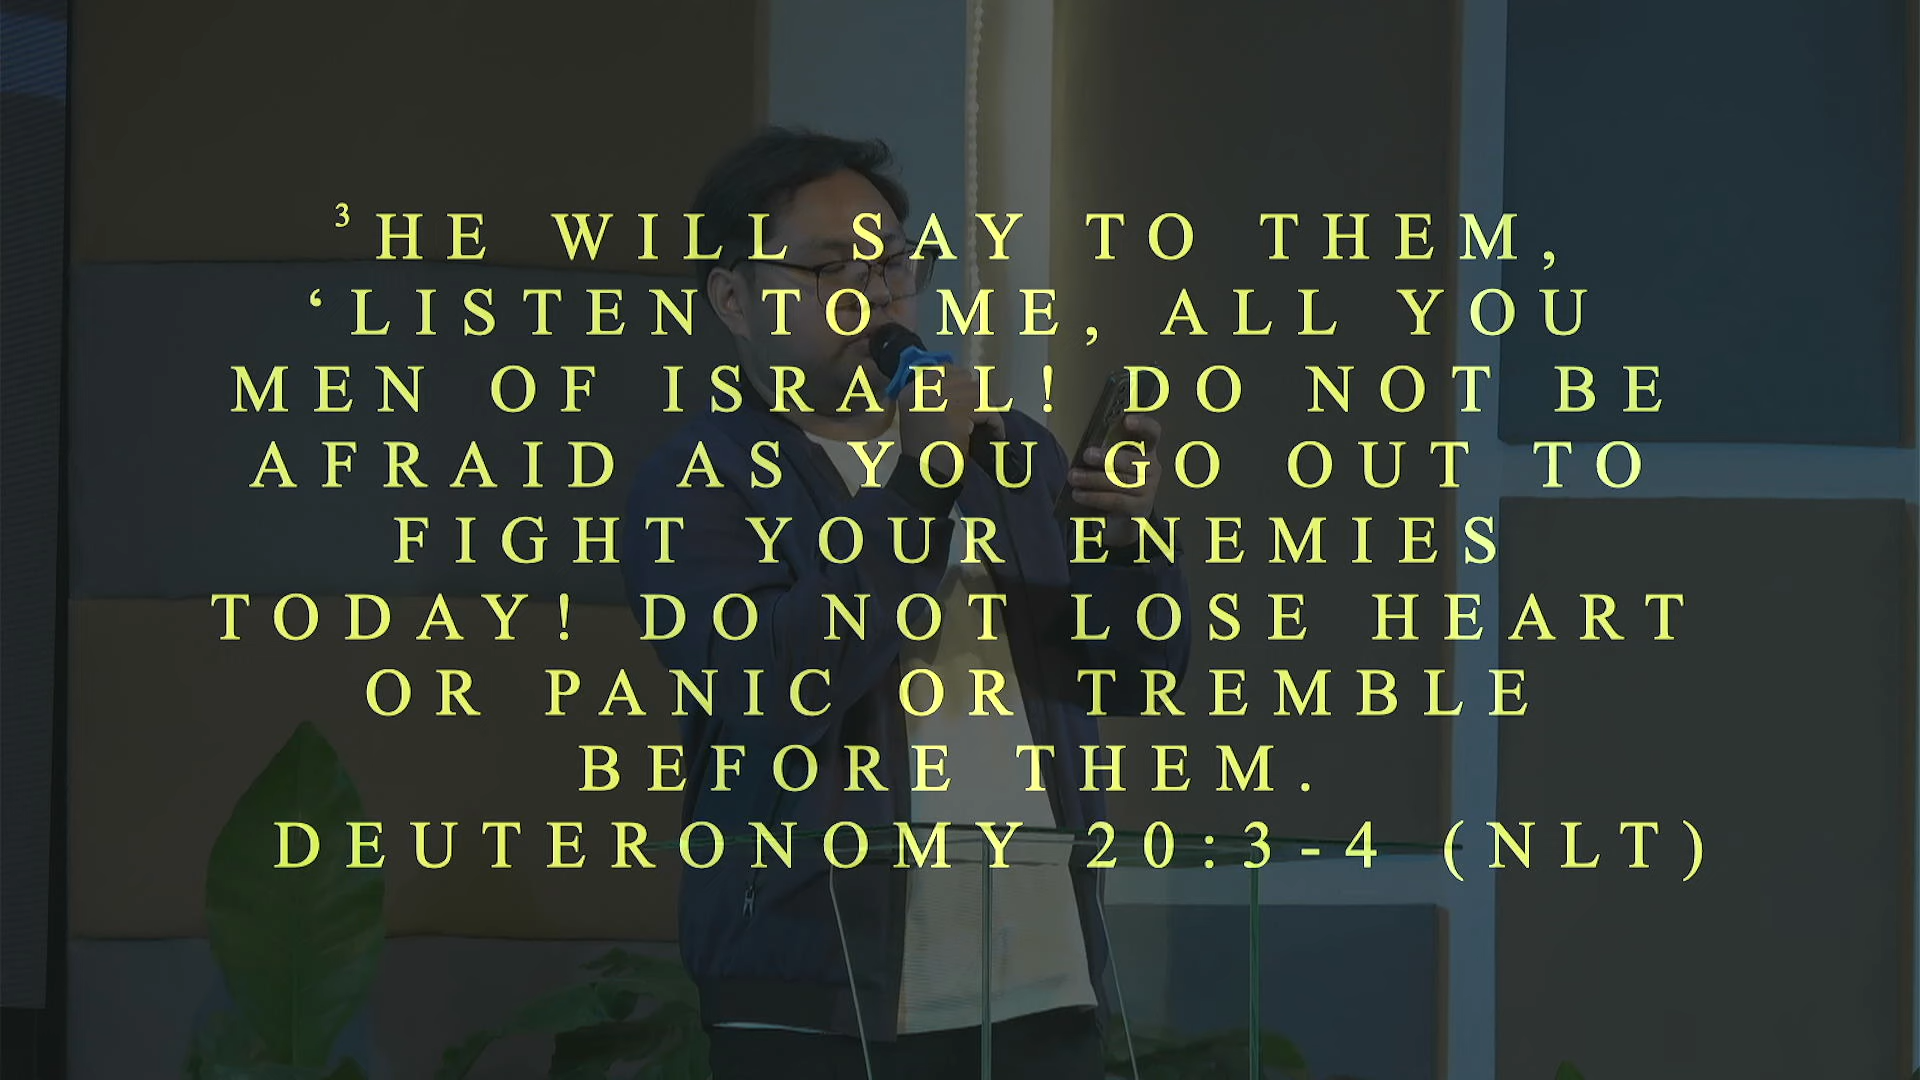 ³HE WILL SAY TO THEM,
‘LISTEN TO ME, ALL YOU
MEN OF ISRAEL! DO NOT BE
AFRAID AS YOU GO OUT TO
FIGHT YOUR ENEMIES
TODAY! DO NOT LOSE HEART
OR PANIC OR TREMBLE
BEFORE THEM.
DEUTERONOMY 20:3-4 (NLT)